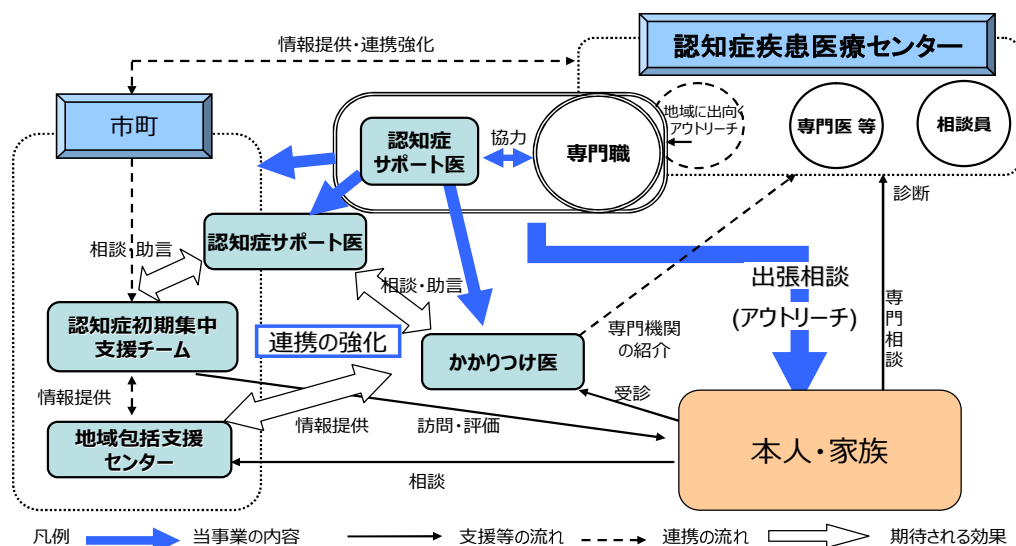 情報提供・連携強化
認知症疾患医療センター
市町
認知症
サポート医
協力
専門職
地域に出向く
アウトリーチ
専門医 等
相談員
診断
認知症サポート医
相談・助言
相談・助言
出張相談
(アウトリーチ)
専門相談
認知症初期集中
支援チーム
連携の強化
専門機関
の紹介
かかりつけ医
受診
情報提供
情報提供
訪問・評価
地域包括支援
センター
相談
本人・家族
凡例
当事業の内容
支援等の流れ
連携の流れ
期待される効果